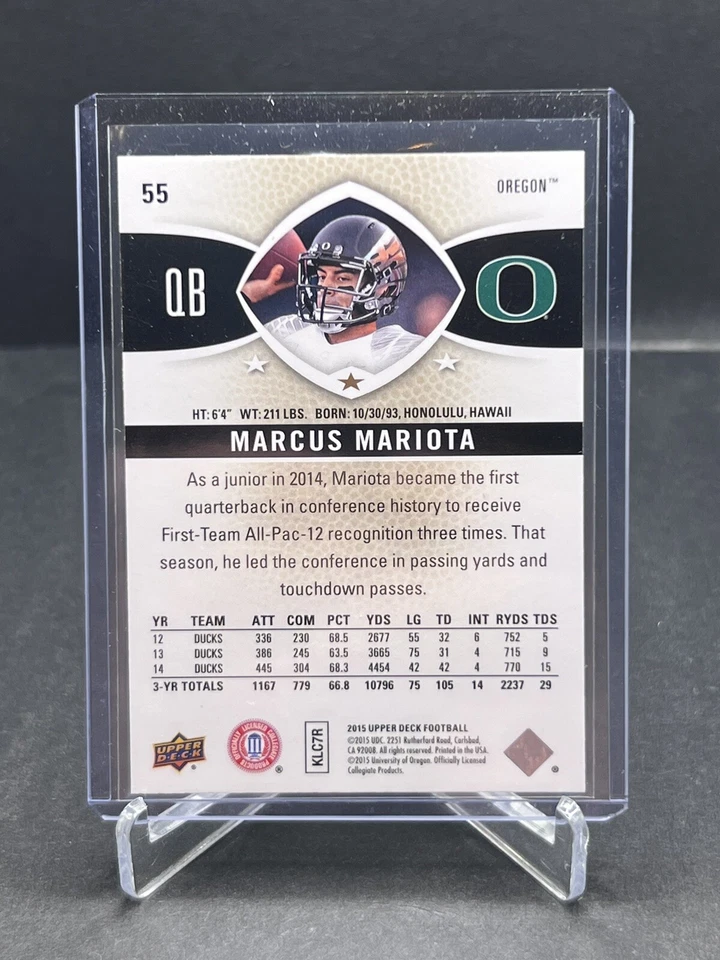 55
OREGON™
QB
O
HT: 6'4" WT: 211 LBS. BORN: 10/30/93, HONOLULU, HAWAII
MARCUS MARIOTA
As a junior in 2014, Mariota became the first
quarterback in conference history to receive
First-Team All-Pac-12 recognition three times. That
season, he led the conference in passing yards and
touchdown passes.
YR TEAM ATT COM PCT YDS LG TD INT RYDS TDS
12 DUCKS 336 230 68.5 2677 55 32 6 752 5
13 DUCKS 386 245 63.5 3665 75 31 4 715 9
14 DUCKS 445 304 68.3 4454 42 42 4 770 15
3-YR TOTALS 1167 779 66.8 10796 75 105 14 2237 29
UPPER DECK
OFFICIALLY LICENSED COLLEGIATE PRODUCTS
KLC7R
2015 UPPER DECK FOOTBALL
©2015 UDC. 2251 Rutherford Road, Carlsbad,
CA 92008. All rights reserved. Printed in the USA.
©2015 University of Oregon. Officially Licensed
Collegiate Products.